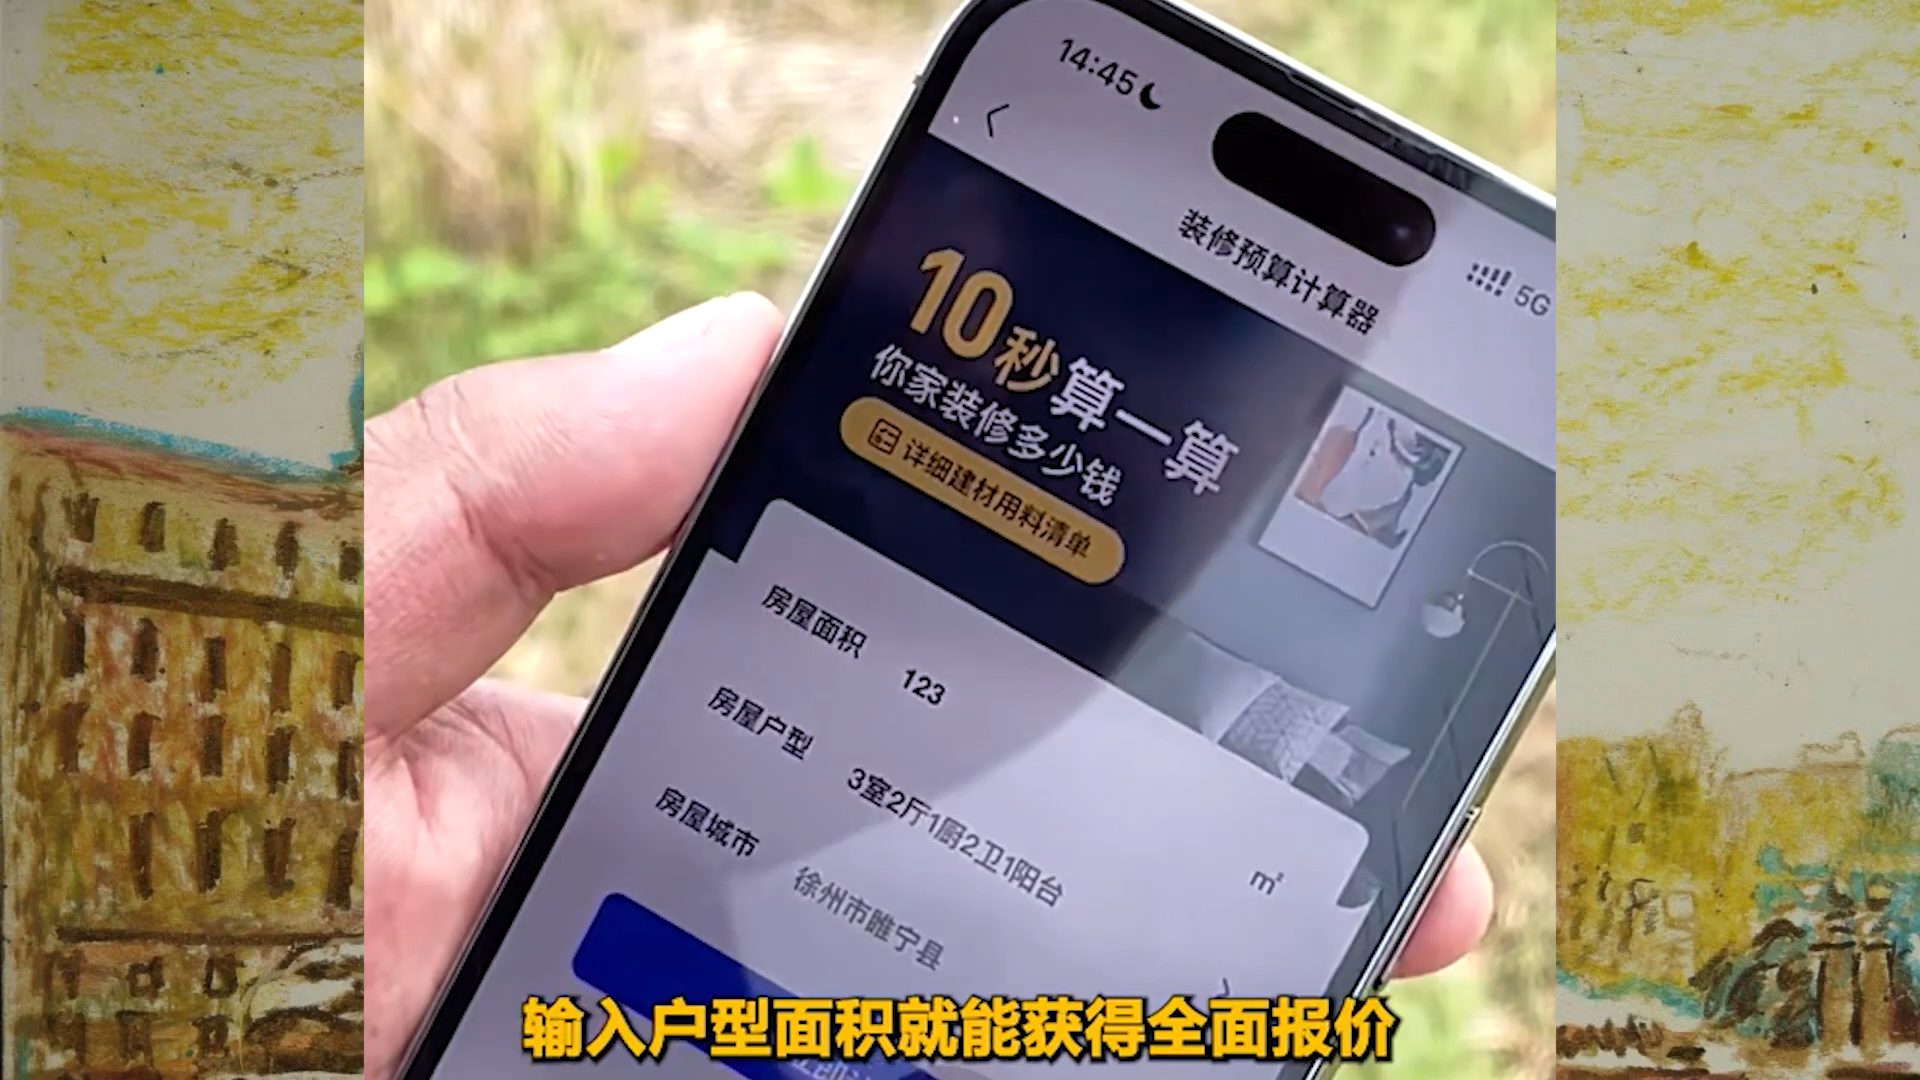 14:45
5G
装修预算计算器
10秒算一算
你家装修多少钱
详细建材用料清单
房屋面积 123 m²
房屋户型 3室2厅1厨2卫1阳台
房屋城市 徐州市睢宁县
输入户型面积就能获得全面报价